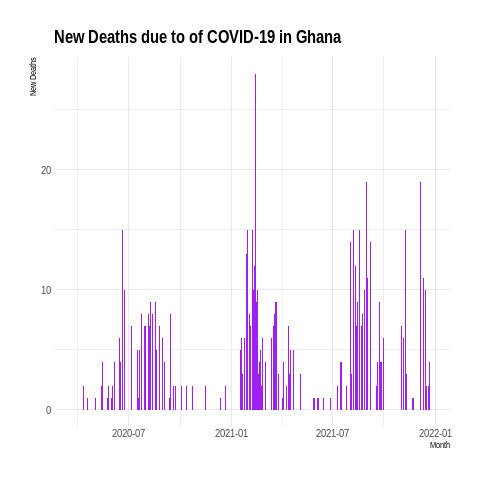 New Deaths due to of COVID-19 in Ghana
New Deaths
20
10
0
2020-07 2021-01 2021-07 2022-01
Month